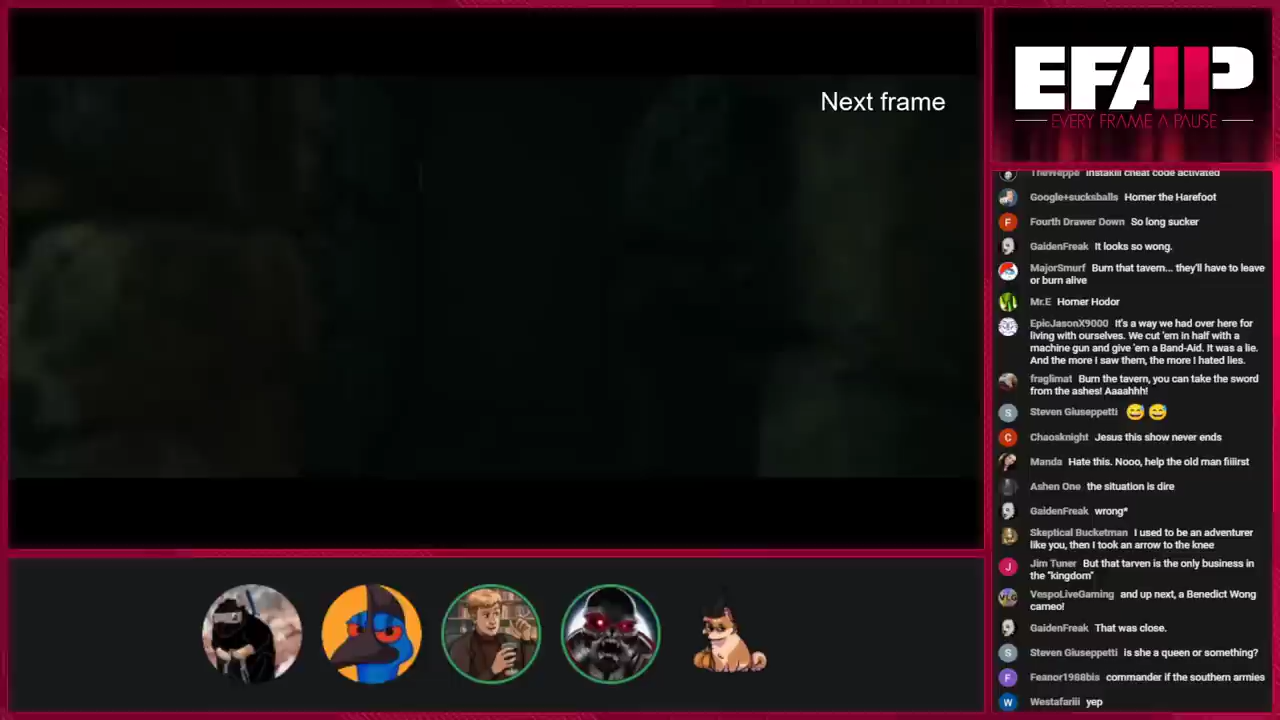 Next frame
EFAP
EVERY FRAME A PAUSE
TheWeppe instakill cheat code activated
Google+sucksballs Homer the Harefoot
F Fourth Drawer Down So long sucker
GaidenFreak It looks so wong.
MajorSmurf Burn that tavern... they'll have to leave
or burn alive
Mr.E Homer Hodor
EpicJasonX9000 It's a way we had over here for
living with ourselves. We cut 'em in half with a
machine gun and give 'em a Band-Aid. It was a lie.
And the more I saw them, the more I hated lies.
fraglimat Burn the tavern, you can take the sword
from the ashes! Aaaahhh!
S Steven Giuseppetti 😅 😅
C Chaosknight Jesus this show never ends
Manda Hate this. Nooo, help the old man fiiiirst
Ashen One the situation is dire
GaidenFreak wrong*
Skeptical Bucketman I used to be an adventurer
like you, then I took an arrow to the knee
J Jim Tuner But that tarven is the only business in
the "kingdom"
VLG VespoLiveGaming and up next, a Benedict Wong
cameo!
GaidenFreak That was close.
S Steven Giuseppetti is she a queen or something?
F Feanor1988bis commander if the southern armies
W Westafariii yep